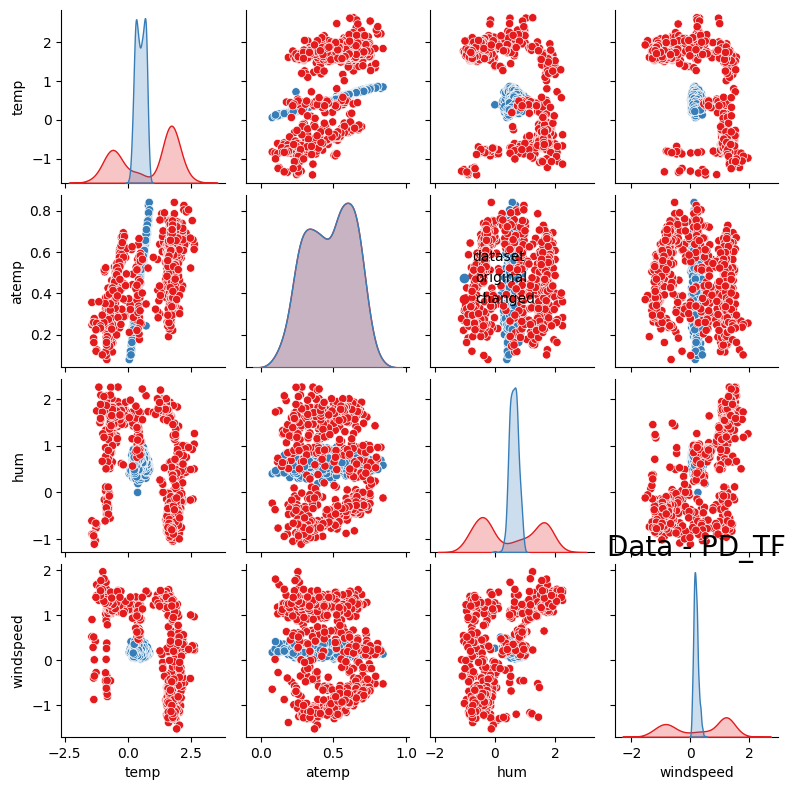 temp
2
1
0
−1
atemp
0.8
0.6
0.4
0.2
dataset
original
changed
hum
2
1
0
−1
Data - PD_TF
windspeed
2
1
0
−1
−2.5 0.0 2.5
0.0 0.5 1.0
−2 0 2
−2 0 2
temp
atemp
hum
windspeed